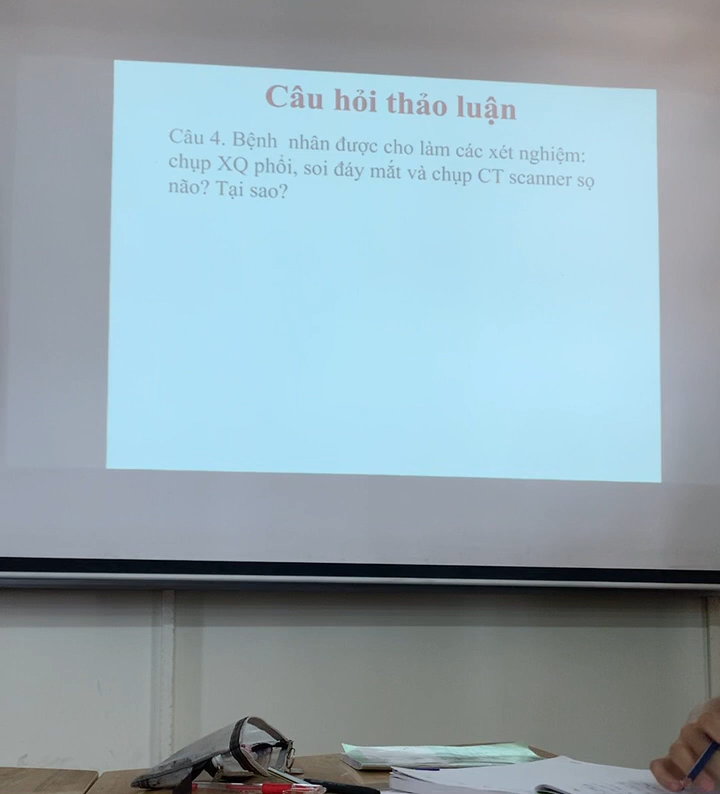 Câu hỏi thảo luận
Câu 4. Bệnh nhân được cho làm các xét nghiệm:
chụp XQ phổi, soi đáy mắt và chụp CT scanner sọ
não? Tại sao?